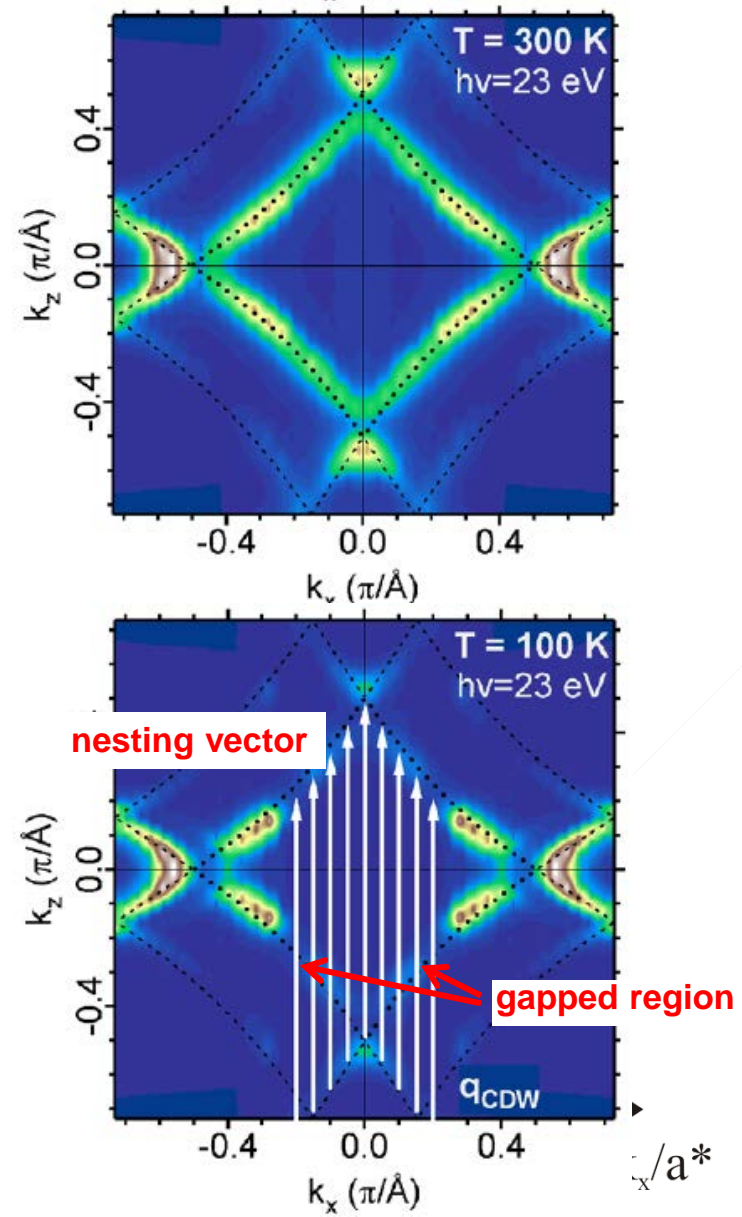 T = 300 K
hν=23 eV
0.4
0.0
-0.4
k_z (π/Å)
-0.4 0.0 0.4
k_x (π/Å)
T = 100 K
hν=23 eV
nesting vector
0.0
-0.4
k_z (π/Å)
gapped region
q_CDW
-0.4 0.0 0.4
k_x (π/Å)
x/a*